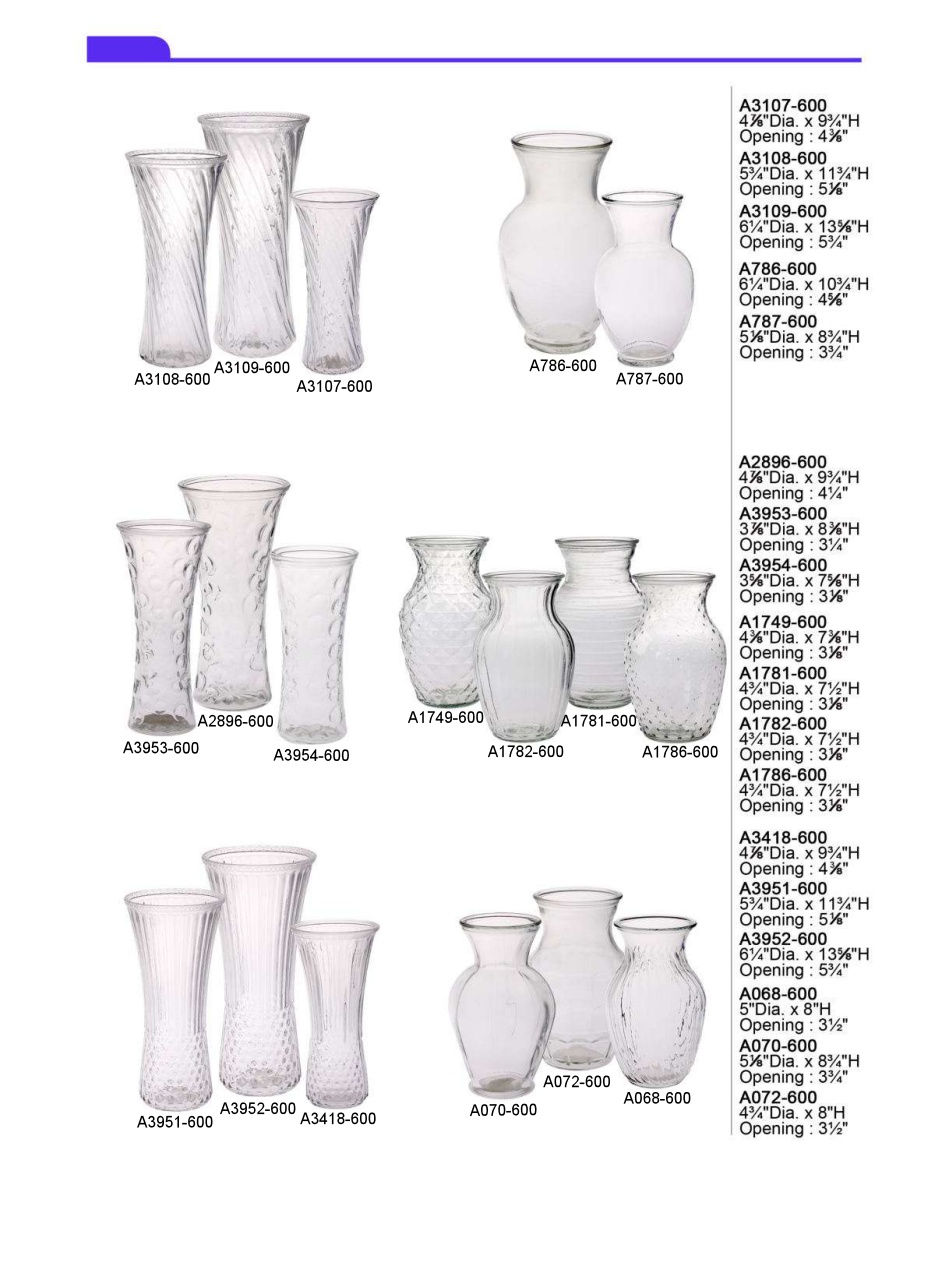 A3108-600
A3109-600
A3107-600
A786-600
A787-600
A3107-600
4⅞"Dia. x 9¾"H
Opening : 4⅜"
A3108-600
5¾"Dia. x 11¾"H
Opening : 5⅛"
A3109-600
6¼"Dia. x 13⅝"H
Opening : 5¾"
A786-600
6¼"Dia. x 10¾"H
Opening : 4⅝"
A787-600
5⅛"Dia. x 8¾"H
Opening : 3¾"
A3953-600
A2896-600
A3954-600
A1749-600
A1782-600
A1781-600
A1786-600
A2896-600
4⅞"Dia. x 9¾"H
Opening : 4¼"
A3953-600
3⅞"Dia. x 8⅜"H
Opening : 3¼"
A3954-600
3⅝"Dia. x 7⅝"H
Opening : 3⅛"
A1749-600
4⅜"Dia. x 7⅜"H
Opening : 3⅛"
A1781-600
4¾"Dia. x 7½"H
Opening : 3⅛"
A1782-600
4¾"Dia. x 7½"H
Opening : 3⅛"
A1786-600
4¾"Dia. x 7½"H
Opening : 3⅛"
A3951-600
A3952-600
A3418-600
A070-600
A072-600
A068-600
A3418-600
4⅞"Dia. x 9¾"H
Opening : 4⅜"
A3951-600
5¾"Dia. x 11¾"H
Opening : 5⅛"
A3952-600
6¼"Dia. x 13⅝"H
Opening : 5¾"
A068-600
5"Dia. x 8"H
Opening : 3½"
A070-600
5⅛"Dia. x 8¾"H
Opening : 3¾"
A072-600
4¾"Dia. x 8"H
Opening : 3½"